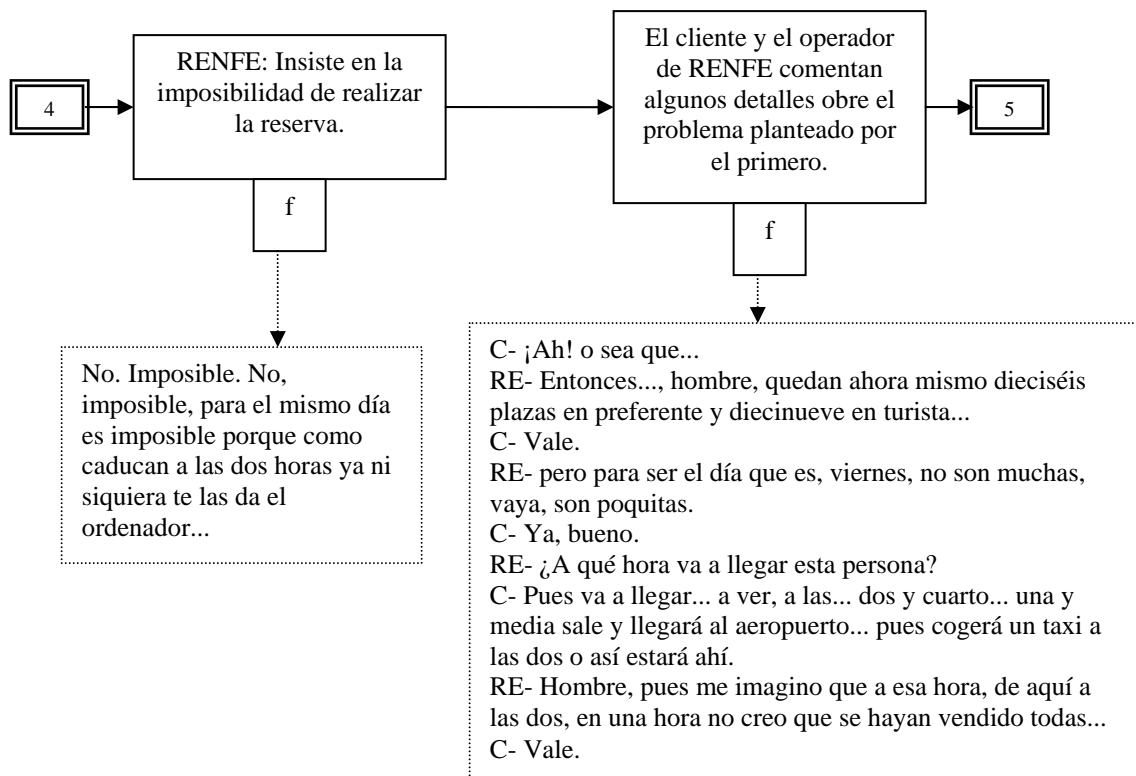 4
RENFE: Insiste en la
imposibilidad de realizar
la reserva.
El cliente y el operador
de RENFE comentan
algunos detalles obre el
problema planteado por
el primero.
5
f
f
No. Imposible. No,
imposible, para el mismo día
es imposible porque como
caducan a las dos horas ya ni
siquiera te las da el
ordenador...
C- ¡Ah! o sea que...
RE- Entonces..., hombre, quedan ahora mismo dieciséis
plazas en preferente y diecinueve en turista...
C- Vale.
RE- pero para ser el día que es, viernes, no son muchas,
vaya, son poquitas.
C- Ya, bueno.
RE- ¿A qué hora va a llegar esta persona?
C- Pues va a llegar... a ver, a las... dos y cuarto... una y
media sale y llegará al aeropuerto... pues cogerá un taxi a
las dos o así estará ahí.
RE- Hombre, pues me imagino que a esa hora, de aquí a
las dos, en una hora no creo que se hayan vendido todas...
C- Vale.